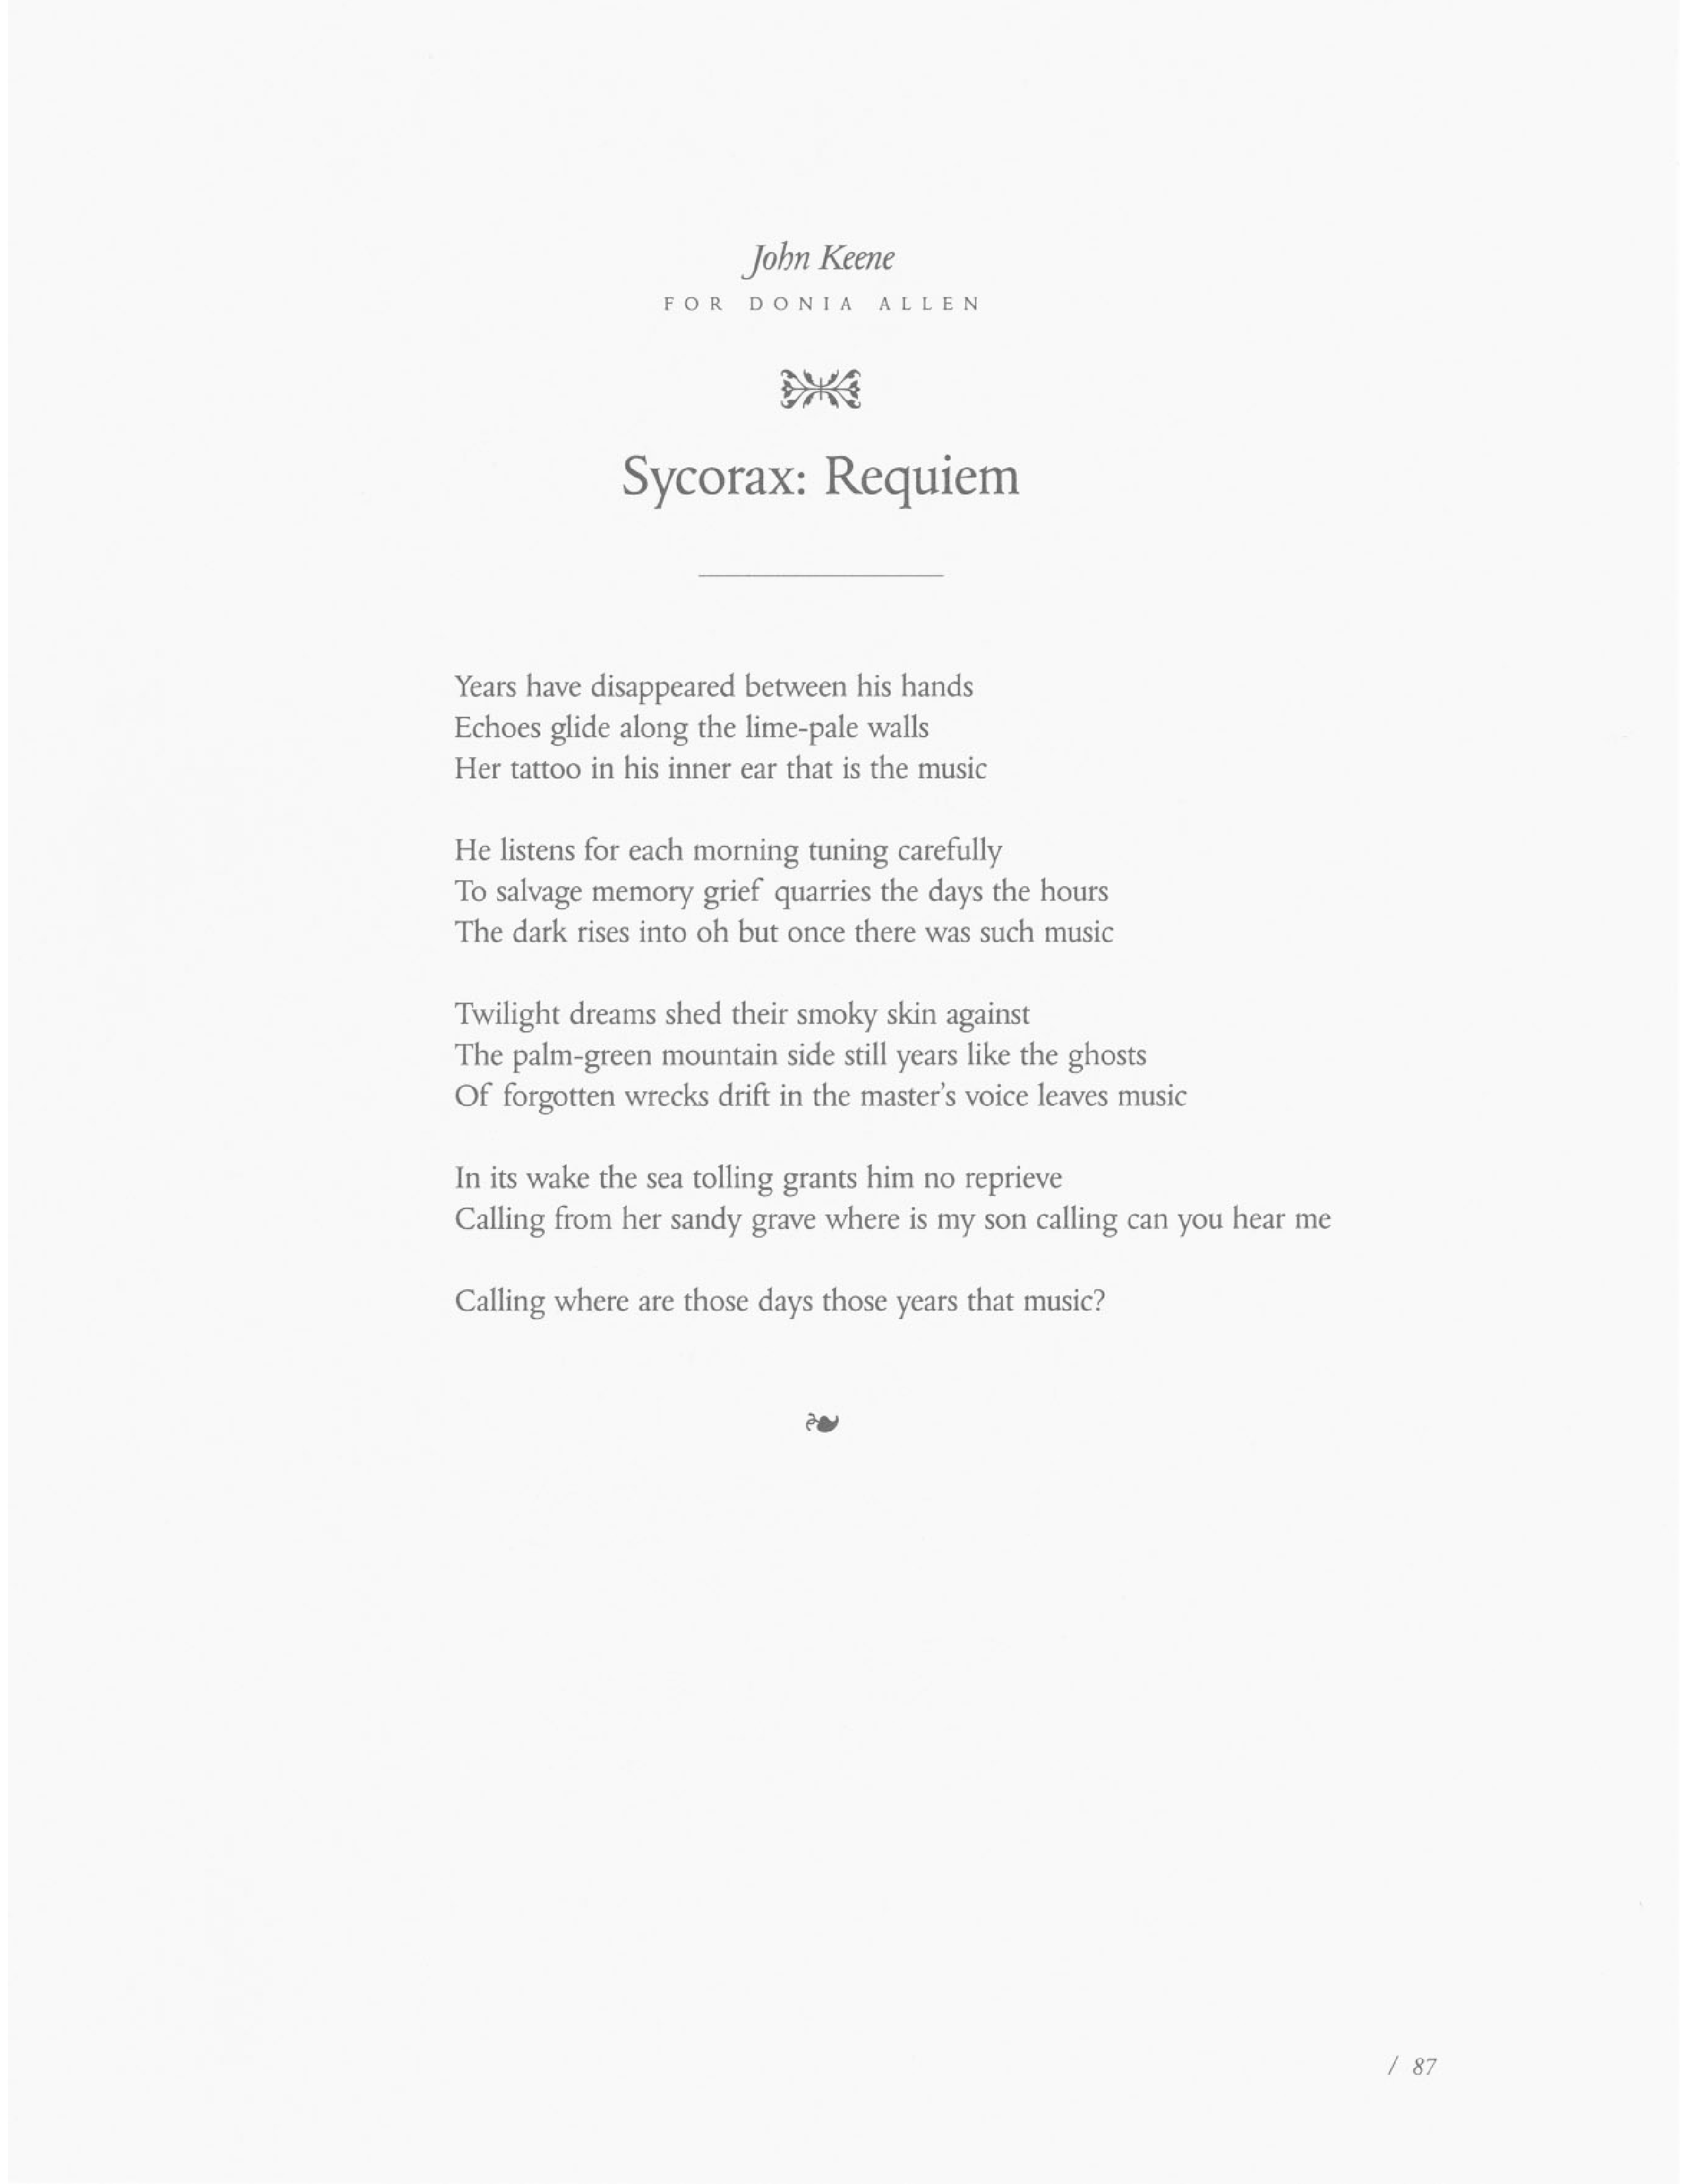 John Keene
FOR DONIA ALLEN
Sycorax: Requiem
Years have disappeared between his hands
Echoes glide along the lime-pale walls
Her tattoo in his inner ear that is the music
He listens for each morning tuning carefully
To salvage memory grief quarries the days the hours
The dark rises into oh but once there was such music
Twilight dreams shed their smoky skin against
The palm-green mountain side still years like the ghosts
Of forgotten wrecks drift in the master's voice leaves music
In its wake the sea tolling grants him no reprieve
Calling from her sandy grave where is my son calling can you hear me
Calling where are those days those years that music?
/ 87